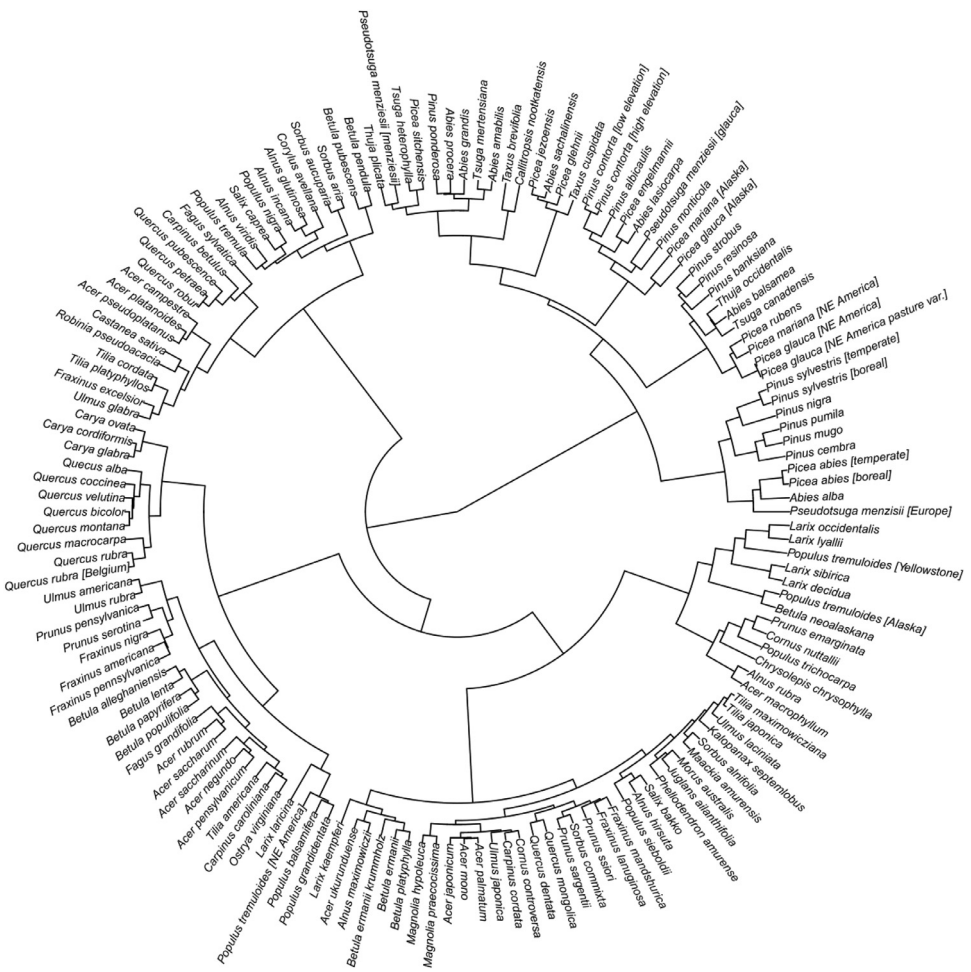 Pseudotsuga menziesii [menziesii]
Tsuga heterophylla
Picea sitchensis
Pinus ponderosa
Abies procera
Abies grandis
Tsuga mertensiana
Abies amabilis
Taxus brevifolia
Callitropsis nootkatensis
Picea jezoensis
Abies sachalinensis
Picea glehnii
Taxus cuspidata
Pinus contorta [low elevation]
Pinus contorta [high elevation]
Pinus albicaulis
Picea engelmannii
Abies lasiocarpa
Pseudotsuga menziesii [glauca]
Pinus monticola
Picea mariana [Alaska]
Picea glauca [Alaska]
Pinus strobus
Pinus resinosa
Pinus banksiana
Thuja occidentalis
Abies balsamea
Tsuga canadensis
Picea rubens
Picea mariana [NE America]
Picea glauca [NE America]
Picea glauca [NE America pasture var.]
Pinus sylvestris [temperate]
Pinus sylvestris [boreal]
Pinus nigra
Pinus pumila
Pinus mugo
Pinus cembra
Picea abies [temperate]
Picea abies [boreal]
Abies alba
Pseudotsuga menzisii [Europe]
Larix occidentalis
Larix lyallii
Populus tremuloides [Yellowstone]
Larix sibirica
Larix decidua
Populus tremuloides [Alaska]
Betula neoalaskana
Prunus emarginata
Cornus nuttallii
Populus trichocarpa
Chrysolepis chrysophylla
Alnus rubra
Acer macrophyllum
Tilia maximowicziana
Tilia japonica
Ulmus laciniata
Kalopanax septemlobus
Sorbus alnifolia
Maackia amurensis
Morus australis
Juglans ailanthifolia
Phellodendron amurense
Salix bakko
Alnus hirsuta
Populus sieboldii
Fraxinus mandshurica
Fraxinus lanuginosa
Prunus ssiori
Sorbus commixta
Prunus sargentii
Quercus mongolica
Quercus dentata
Cornus controversa
Carpinus cordata
Ulmus japonica
Acer palmatum
Acer mono
Acer japonicum
Magnolia praecocissima
Magnolia hypoleuca
Betula platyphylla
Betula ermanii
Betula ermanii krummholz
Alnus maximowiczii
Acer ukurunduense
Larix kaempferi
Populus grandidentata
Populus balsamifera
Populus tremuloides [NE America]
Larix laricina
Ostrya virginiana
Carpinus caroliniana
Tilia americana
Acer pensylvanicum
Acer negundo
Acer saccharinum
Acer saccharum
Acer rubrum
Fagus grandifolia
Betula populifolia
Betula papyrifera
Betula lenta
Betula alleghaniensis
Fraxinus pennsylvanica
Fraxinus americana
Fraxinus nigra
Prunus serotina
Prunus pensylvanica
Ulmus rubra
Ulmus americana
Quercus rubra [Belgium]
Quercus rubra
Quercus macrocarpa
Quercus montana
Quercus bicolor
Quercus velutina
Quercus coccinea
Quecus alba
Carya glabra
Carya cordiformis
Carya ovata
Ulmus glabra
Fraxinus excelsior
Tilia platyphyllos
Tilia cordata
Robinia pseudoacacia
Castanea sativa
Acer pseudoplatanus
Acer platanoides
Acer campestre
Quercus robur
Quercus petraea
Quercus pubescence
Carpinus betulus
Fagus sylvatica
Populus tremula
Alnus viridis
Salix caprea
Populus nigra
Alnus incana
Alnus glutinosa
Corylus avellana
Sorbus aucuparia
Sorbus aria
Betula pubescens
Betula pendula
Thuja plicata